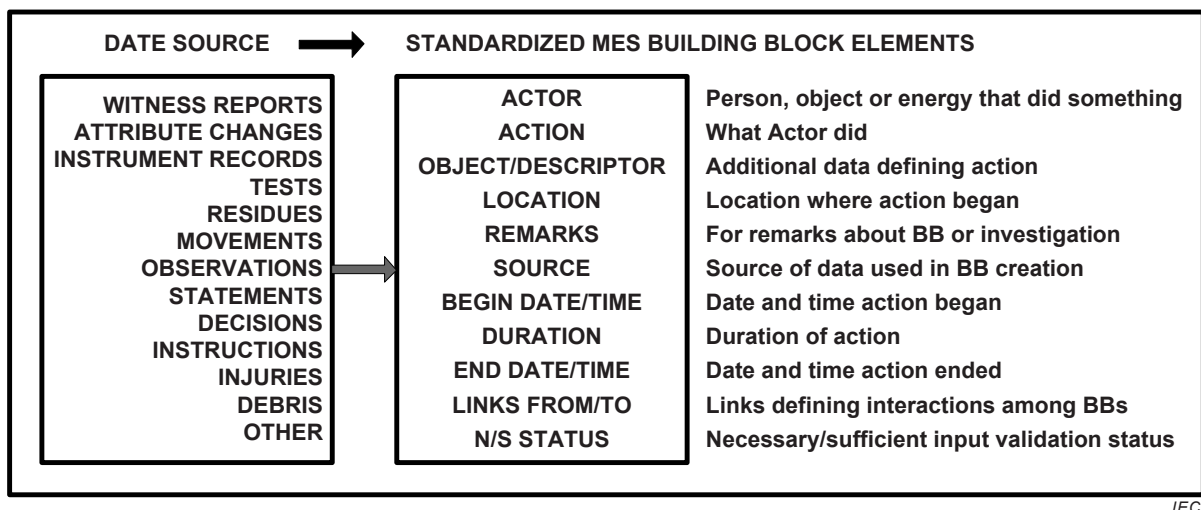 DATE SOURCE STANDARDIZED MES BUILDING BLOCK ELEMENTS
WITNESS REPORTS
ATTRIBUTE CHANGES
INSTRUMENT RECORDS
TESTS
RESIDUES
MOVEMENTS
OBSERVATIONS
STATEMENTS
DECISIONS
INSTRUCTIONS
INJURIES
DEBRIS
OTHER
ACTOR Person, object or energy that did something
ACTION What Actor did
OBJECT/DESCRIPTOR Additional data defining action
LOCATION Location where action began
REMARKS For remarks about BB or investigation
SOURCE Source of data used in BB creation
BEGIN DATE/TIME Date and time action began
DURATION Duration of action
END DATE/TIME Date and time action ended
LINKS FROM/TO Links defining interactions among BBs
N/S STATUS Necessary/sufficient input validation status
IEC